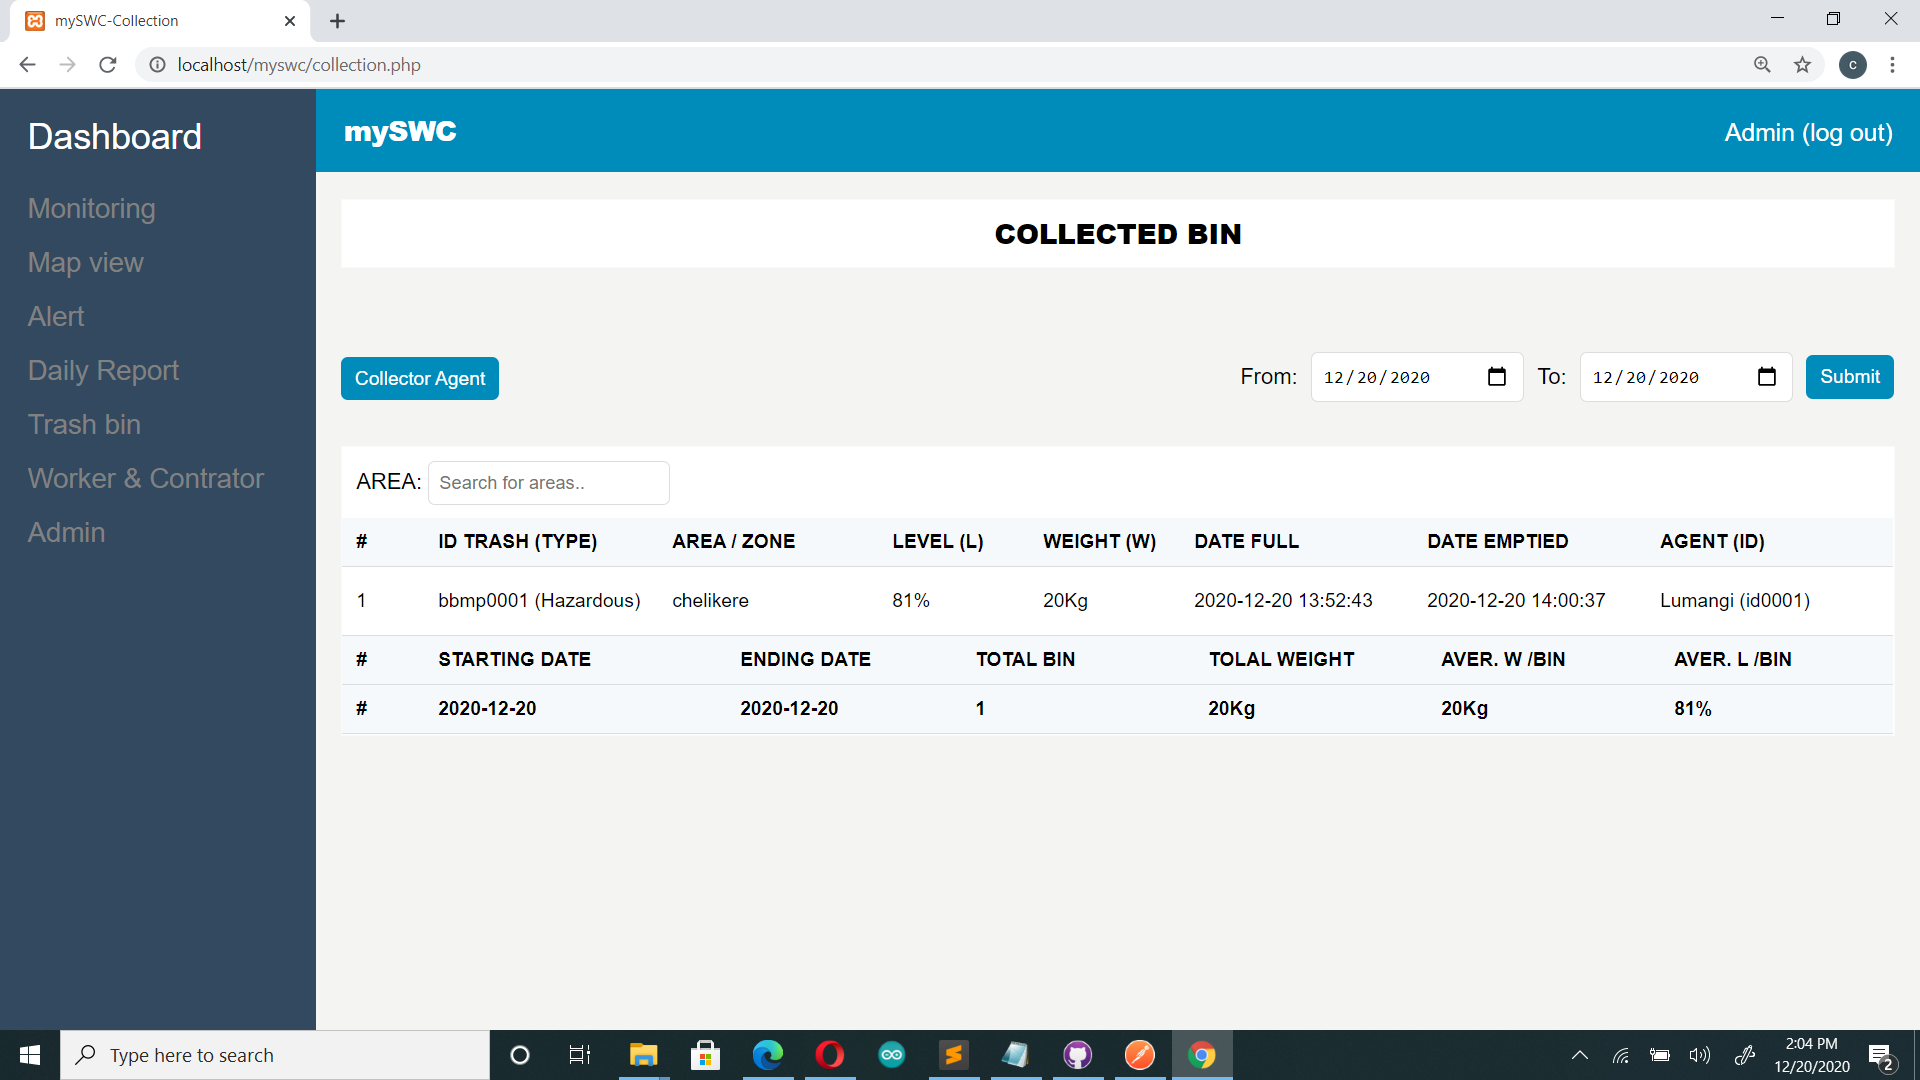 mySWC-Collection
localhost/myswc/collection.php
c
Dashboard
Monitoring
Map view
Alert
Daily Report
Trash bin
Worker & Contrator
Admin
mySWC
Admin (log out)
COLLECTED BIN
Collector Agent
From: 12/20/2020 To: 12/20/2020 Submit
AREA: Search for areas..
# ID TRASH (TYPE) AREA / ZONE LEVEL (L) WEIGHT (W) DATE FULL DATE EMPTIED AGENT (ID)
1 bbmp0001 (Hazardous) chelikere 81% 20Kg 2020-12-20 13:52:43 2020-12-20 14:00:37 Lumangi (id0001)
# STARTING DATE ENDING DATE TOTAL BIN TOLAL WEIGHT AVER. W /BIN AVER. L /BIN
# 2020-12-20 2020-12-20 1 20Kg 20Kg 81%
Type here to search
2:04 PM
12/20/2020
2